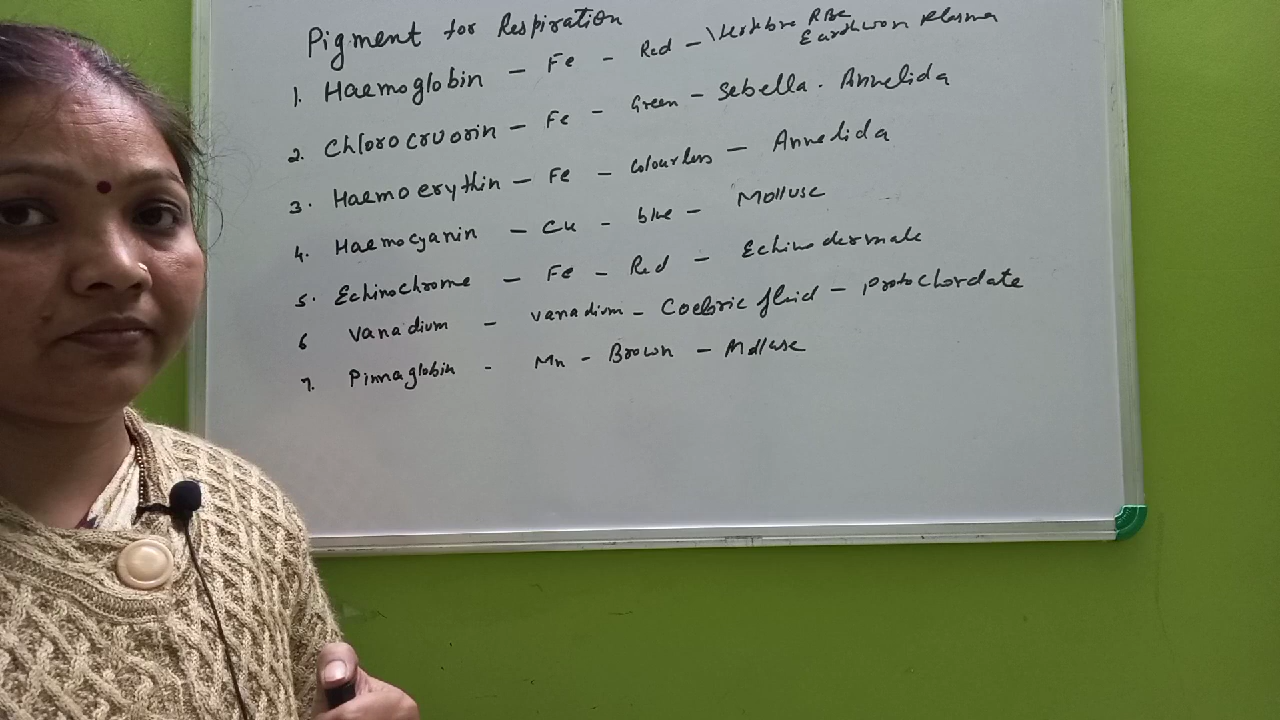 Pigment for Respiration
1. Haemoglobin - Fe - Red - Vertebra RBC Earthworm Plasma
2. Chlorocruorin - Fe - Green - Sebella. Annelida
3. Haemoerythin - Fe - Colourless - Annelida
4. Haemocyanin - Cu - blue - Mollusc
5. Echinochrome - Fe - Red - Echinodermate
6 Vanadium - vanadium - Coelomic fluid - protochordate
7. Pinnaglobin - Mn - Brown - Molluse